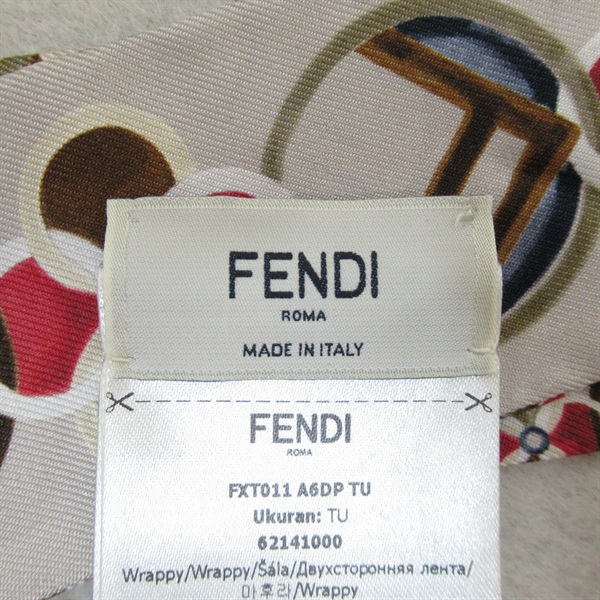 FENDI
ROMA
MADE IN ITALY
FENDI
ROMA
FXT011 A6DP TU
Ukuran: TU
62141000
Wrappy/Wrappy/Šála/Двухсторонняя лента/
마후라/Wrappy